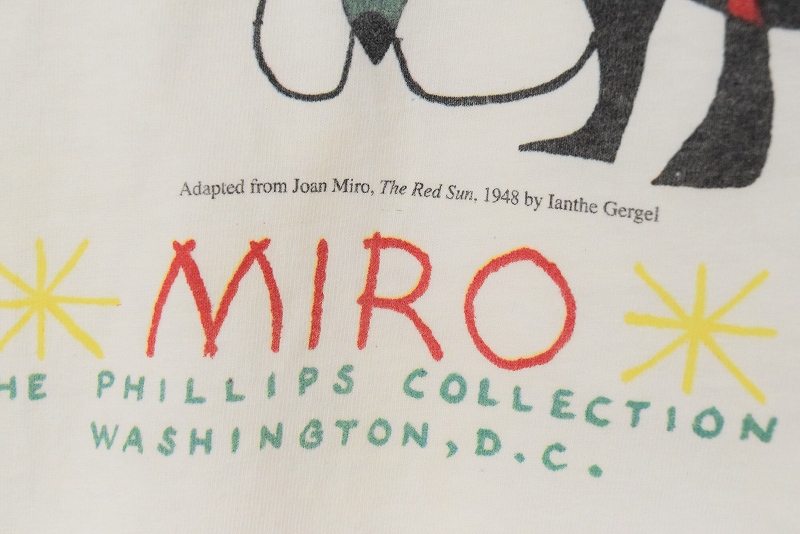 Adapted from Joan Miro, The Red Sun, 1948 by Ianthe Gergel
MIRO
HE PHILLIPS COLLECTION
WASHINGTON, D.C.